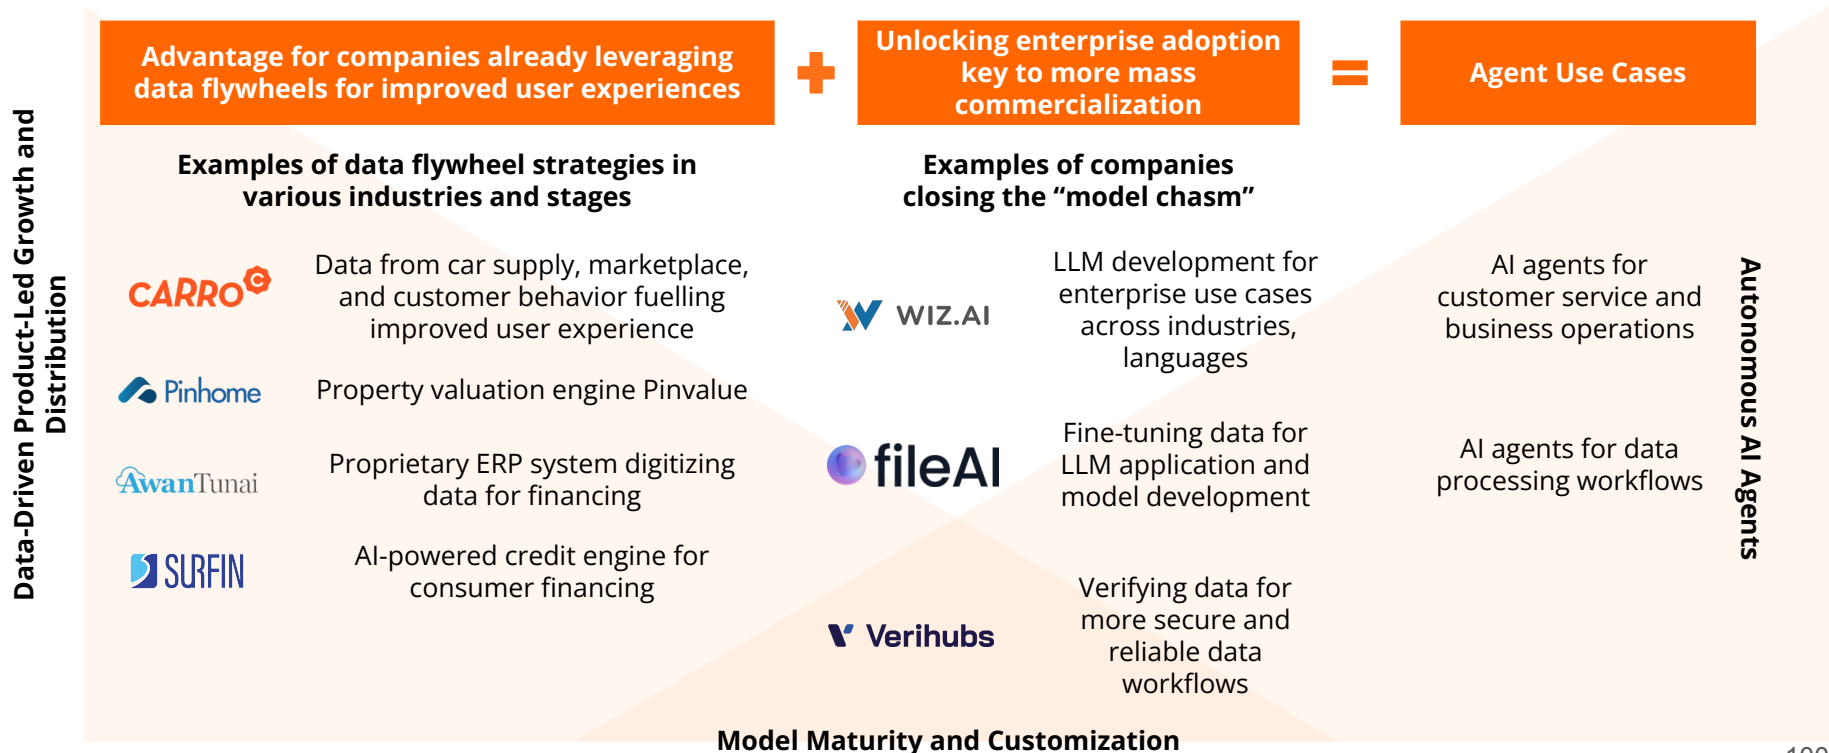 Advantage for companies already leveraging
data flywheels for improved user experiences
Unlocking enterprise adoption
key to more mass
commercialization
Agent Use Cases
Data-Driven Product-Led Growth and
Distribution
Examples of data flywheel strategies in
various industries and stages
CARRO
Data from car supply, marketplace,
and customer behavior fuelling
improved user experience
Pinhome
Property valuation engine Pinvalue
AwanTunai
Proprietary ERP system digitizing
data for financing
SURFIN
AI-powered credit engine for
consumer financing
Examples of companies
closing the “model chasm”
WIZ.AI
LLM development for
enterprise use cases
across industries,
languages
fileAI
Fine-tuning data for
LLM application and
model development
Verihubs
Verifying data for
more secure and
reliable data
workflows
AI agents for
customer service and
business operations
AI agents for data
processing workflows
Autonomous AI Agents
Model Maturity and Customization